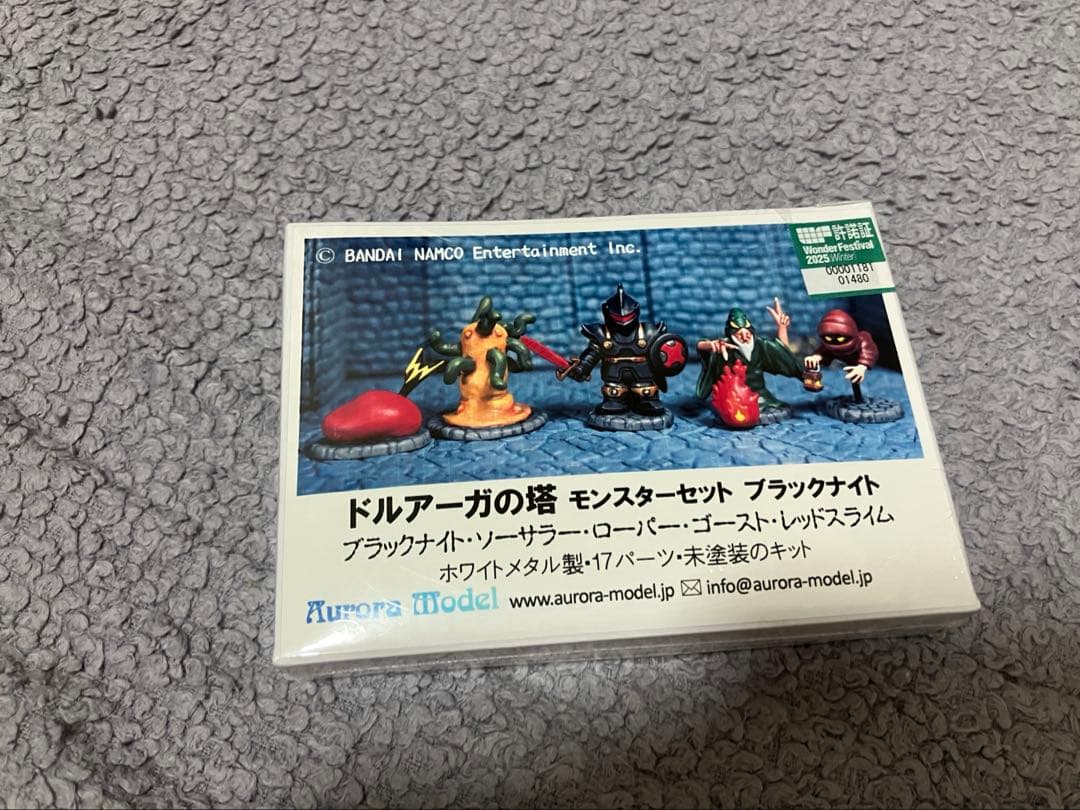 © BANDAI NAMCO Entertainment Inc.
WF 許諾証
WonderFestival
2025 Winter
00001181
01480
ドルアーガの塔 モンスターセット ブラックナイト
ブラックナイト・ソーサラー・ローパー・ゴースト・レッドスライム
ホワイトメタル製・17パーツ・未塗装のキット
Aurora Model www.aurora-model.jp ✉ info@aurora-model.jp